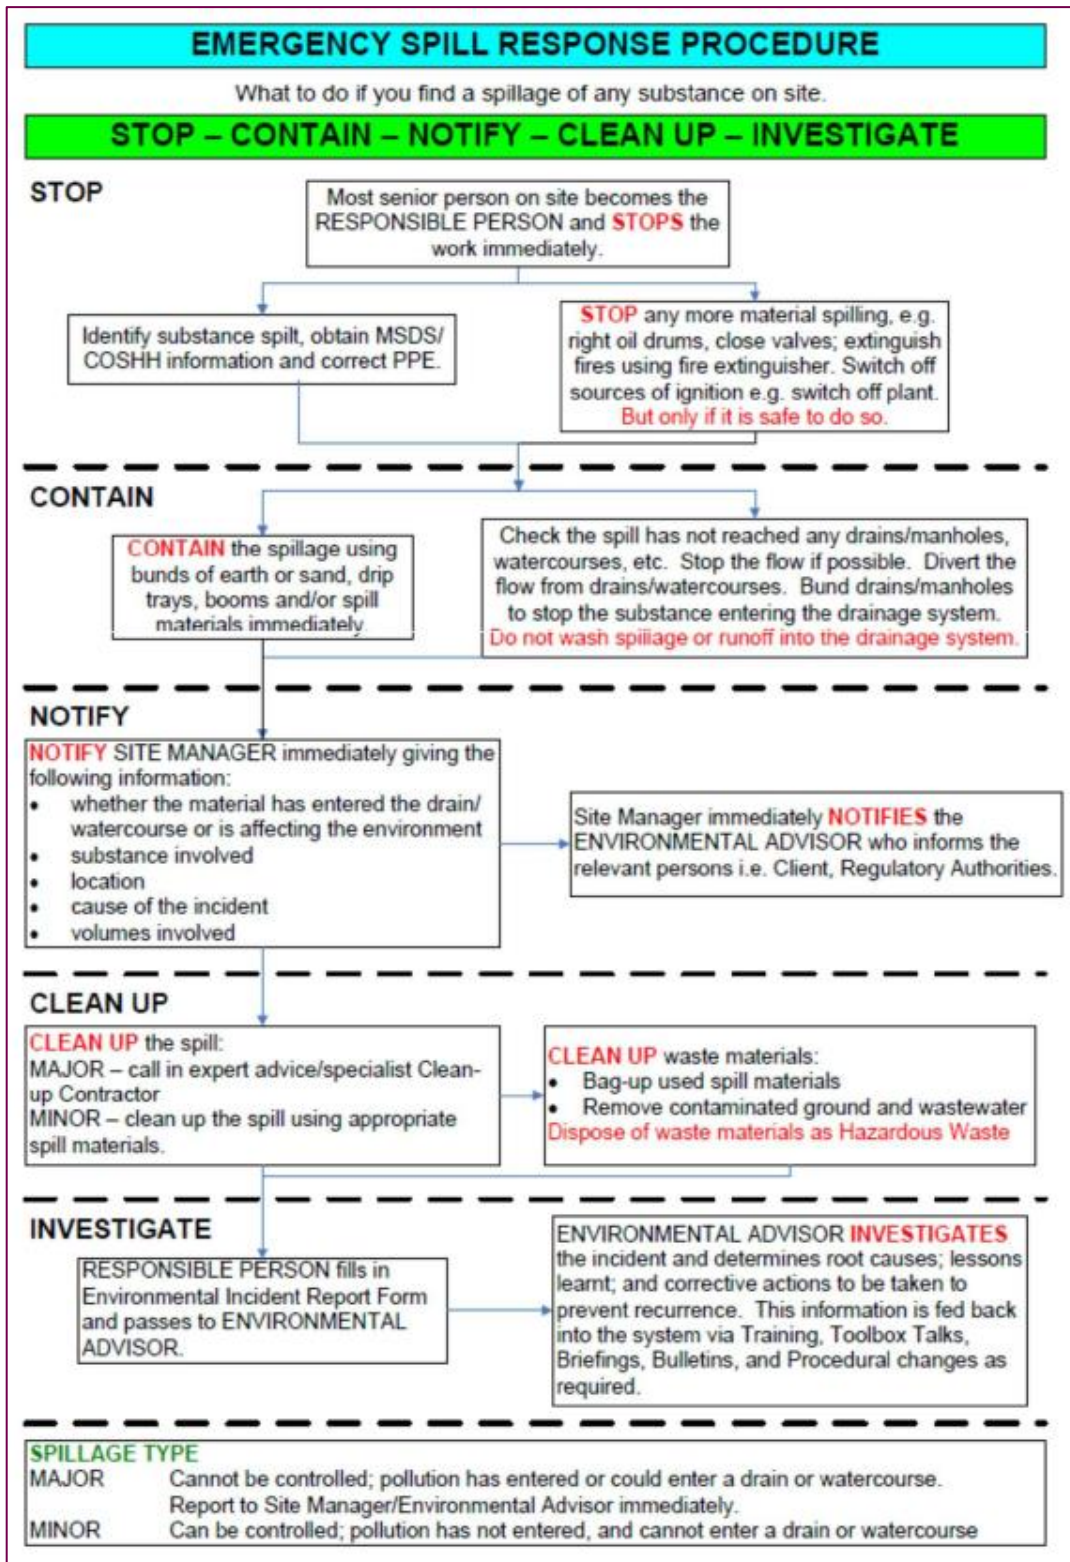 EMERGENCY SPILL RESPONSE PROCEDURE
What to do if you find a spillage of any substance on site.
STOP – CONTAIN – NOTIFY – CLEAN UP – INVESTIGATE
STOP
Most senior person on site becomes the
RESPONSIBLE PERSON and STOPS the
work immediately.
Identify substance spilt, obtain MSDS/
COSHH information and correct PPE.
STOP any more material spilling, e.g.
right oil drums, close valves; extinguish
fires using fire extinguisher. Switch off
sources of ignition e.g. switch off plant.
But only if it is safe to do so.
CONTAIN
CONTAIN the spillage using
bunds of earth or sand, drip
trays, booms and/or spill
materials immediately.
Check the spill has not reached any drains/manholes,
watercourses, etc. Stop the flow if possible. Divert the
flow from drains/watercourses. Bund drains/manholes
to stop the substance entering the drainage system.
Do not wash spillage or runoff into the drainage system.
NOTIFY
NOTIFY SITE MANAGER immediately giving the
following information:
• whether the material has entered the drain/
watercourse or is affecting the environment
• substance involved
• location
• cause of the incident
• volumes involved
Site Manager immediately NOTIFIES the
ENVIRONMENTAL ADVISOR who informs the
relevant persons i.e. Client, Regulatory Authorities.
CLEAN UP
CLEAN UP the spill:
MAJOR – call in expert advice/specialist Clean-
up Contractor
MINOR – clean up the spill using appropriate
spill materials.
CLEAN UP waste materials:
• Bag-up used spill materials
• Remove contaminated ground and wastewater
Dispose of waste materials as Hazardous Waste
INVESTIGATE
RESPONSIBLE PERSON fills in
Environmental Incident Report Form
and passes to ENVIRONMENTAL
ADVISOR.
ENVIRONMENTAL ADVISOR INVESTIGATES
the incident and determines root causes; lessons
learnt; and corrective actions to be taken to
prevent recurrence. This information is fed back
into the system via Training, Toolbox Talks,
Briefings, Bulletins, and Procedural changes as
required.
SPILLAGE TYPE
MAJOR Cannot be controlled; pollution has entered or could enter a drain or watercourse.
Report to Site Manager/Environmental Advisor immediately.
MINOR Can be controlled; pollution has not entered, and cannot enter a drain or watercourse